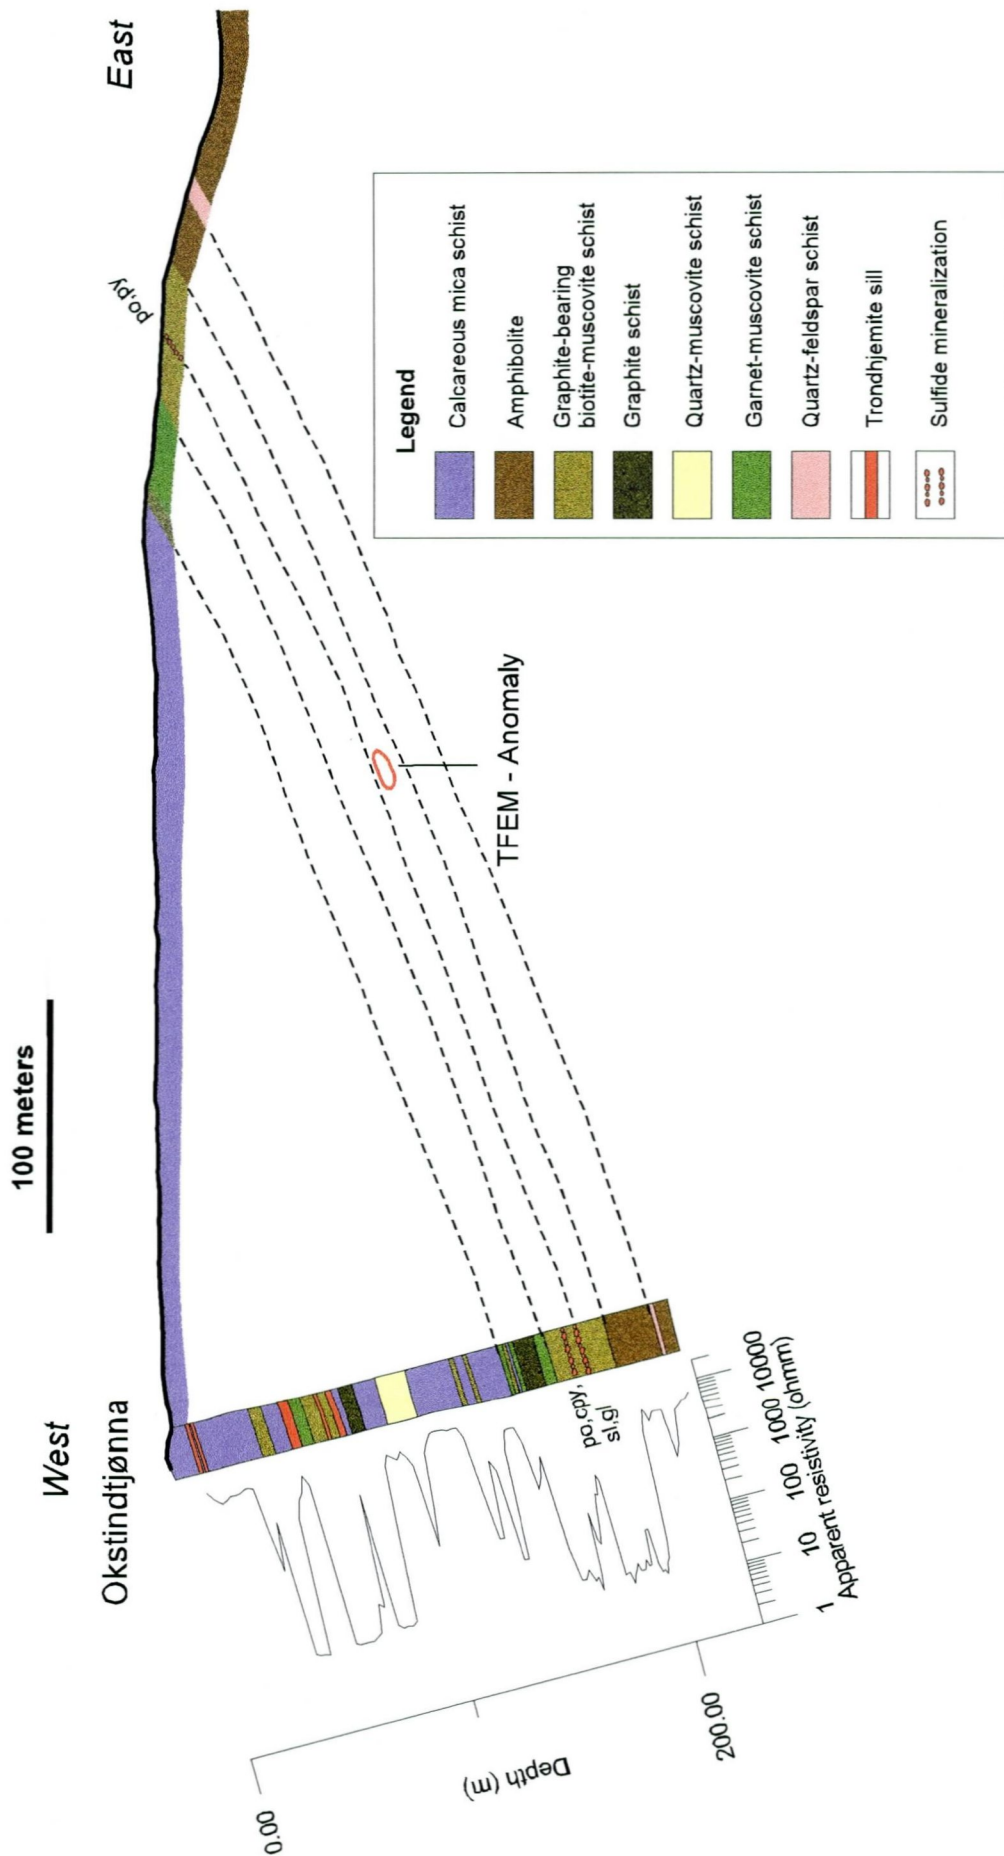 100 meters
West
East
Okstindtjønna
po,py
TFEM - Anomaly
po,cpy,
sl,gl
1
10
100
1000
10000
Apparent resistivity (ohmm)
0.00
200.00
Depth (m)
Legend
Calcareous mica schist
Amphibolite
Graphite-bearing
biotite-muscovite schist
Graphite schist
Quartz-muscovite schist
Garnet-muscovite schist
Quartz-feldspar schist
Trondhjemite sill
Sulfide mineralization